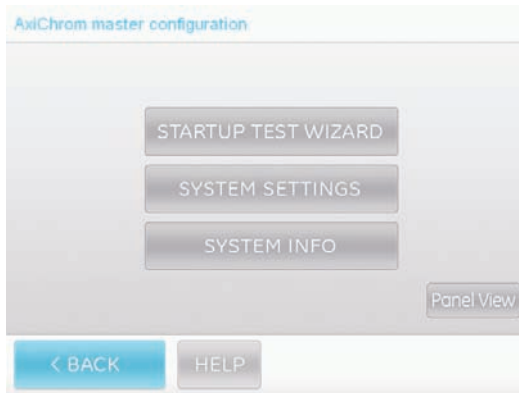 AxiChrom master configuration
STARTUP TEST WIZARD
SYSTEM SETTINGS
SYSTEM INFO
Panel View
< BACK
HELP